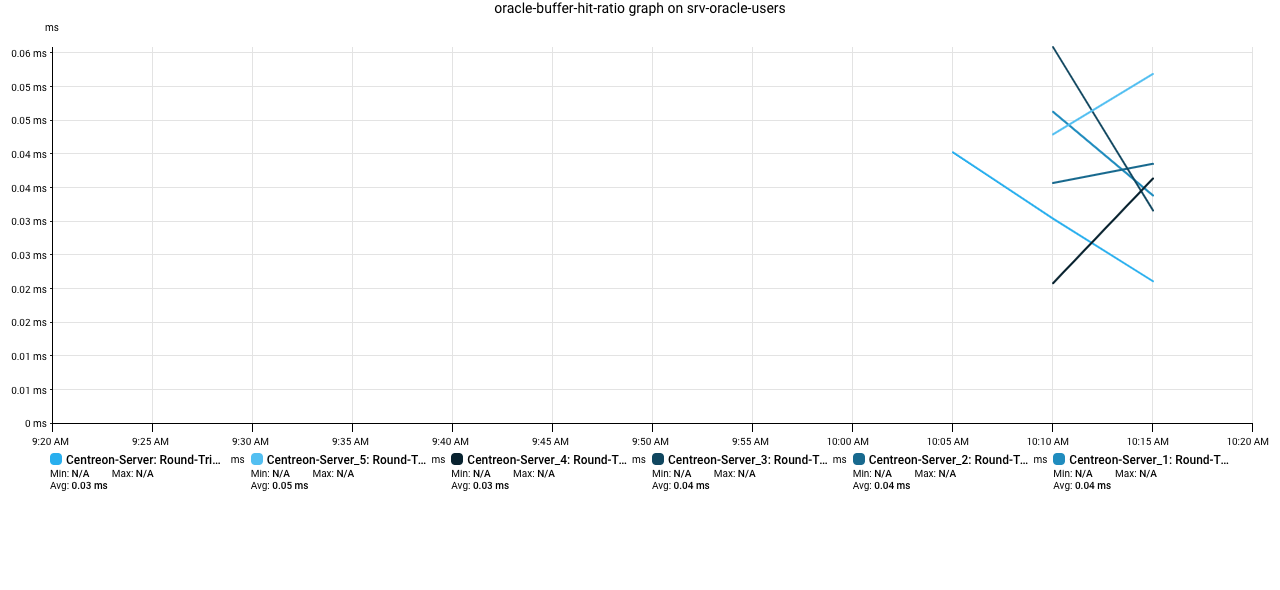 oracle-buffer-hit-ratio graph on srv-oracle-users
ms
0.06 ms
0.05 ms
0.05 ms
0.04 ms
0.04 ms
0.03 ms
0.03 ms
0.02 ms
0.02 ms
0.01 ms
0.01 ms
0 ms
9:20 AM 9:25 AM 9:30 AM 9:35 AM 9:40 AM 9:45 AM 9:50 AM 9:55 AM 10:00 AM 10:05 AM 10:10 AM 10:15 AM 10:20 AM
Centreon-Server: Round-Tri... ms Centreon-Server_5: Round-T... ms Centreon-Server_4: Round-T... ms Centreon-Server_3: Round-T... ms Centreon-Server_2: Round-T... ms Centreon-Server_1: Round-T...
Min: N/A Max: N/A Min: N/A Max: N/A Min: N/A Max: N/A Min: N/A Max: N/A Min: N/A Max: N/A Min: N/A Max: N/A
Avg: 0.03 ms Avg: 0.05 ms Avg: 0.03 ms Avg: 0.04 ms Avg: 0.04 ms Avg: 0.04 ms